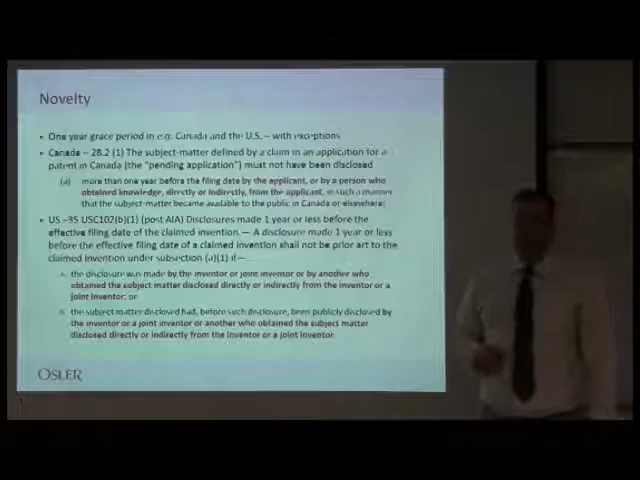 Novelty
• One year grace period in e.g. Canada and the U.S. – with exceptions
• Canada – 28.2 (1) The subject-matter defined by a claim in an application for a
patent in Canada (the "pending application") must not have been disclosed
(a) more than one year before the filing date by the applicant, or by a person who
obtained knowledge, directly or indirectly, from the applicant, in such a manner
that the subject-matter became available to the public in Canada or elsewhere;
• US –35 USC102(b)(1) (post AIA) Disclosures made 1 year or less before the
effective filing date of the claimed invention.— A disclosure made 1 year or less
before the effective filing date of a claimed invention shall not be prior art to the
claimed invention under subsection (a)(1) if—
the disclosure was made by the inventor or joint inventor or by another who
obtained the subject matter disclosed directly or indirectly from the inventor or a
joint inventor; or
the subject matter disclosed had, before such disclosure, been publicly disclosed by
the inventor or a joint inventor or another who obtained the subject matter
disclosed directly or indirectly from the inventor or a joint inventor
OSLER